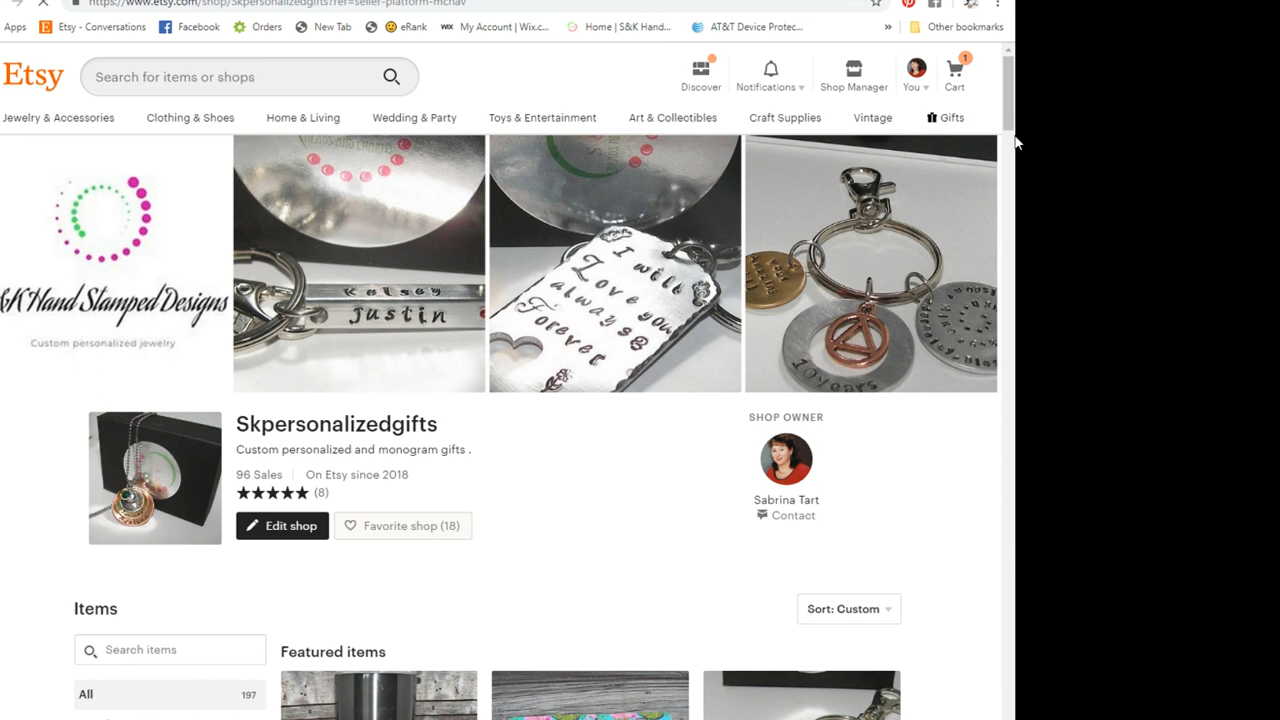 https://www.etsy.com/shop/Skpersonalizedgifts?ref=seller-platform-mcnav
Apps Etsy - Conversations Facebook Orders New Tab eRank WIX My Account | Wix.c... Home | S&K Hand... AT&T Device Protec... » Other bookmarks
Etsy Search for items or shops Discover Notifications Shop Manager You Cart 1
Jewelry & Accessories Clothing & Shoes Home & Living Wedding & Party Toys & Entertainment Art & Collectibles Craft Supplies Vintage Gifts
&K Hand Stamped Designs
Custom personalized jewelry
Kelsey
Justin
I will
Love you
always
Forever
10years
Skpersonalizedgifts
Custom personalized and monogram gifts .
96 Sales On Etsy since 2018
(8)
Edit shop Favorite shop (18)
SHOP OWNER
Sabrina Tart
Contact
Items
Sort: Custom
Search items
Featured items
All 197